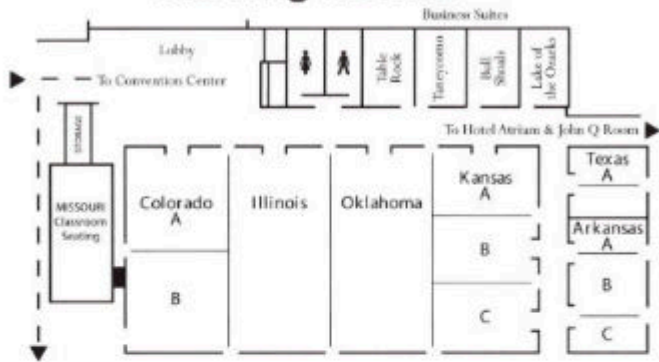 Business Suites
Lobby
Table
Rock
Taneycomo
Bull
Shoals
Lake of
the Ozarks
To Convention Center
To Hotel Atrium & John Q Room
STORAGE
MISSOURI
Classroom
Seating
Colorado
A
B
Illinois
Oklahoma
Kansas
A
B
C
Texas
A
Arkansas
A
B
C